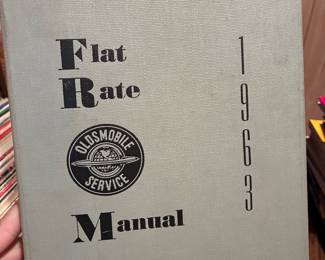 Flat
Rate
OLDSMOBILE
SERVICE
Manual
1963